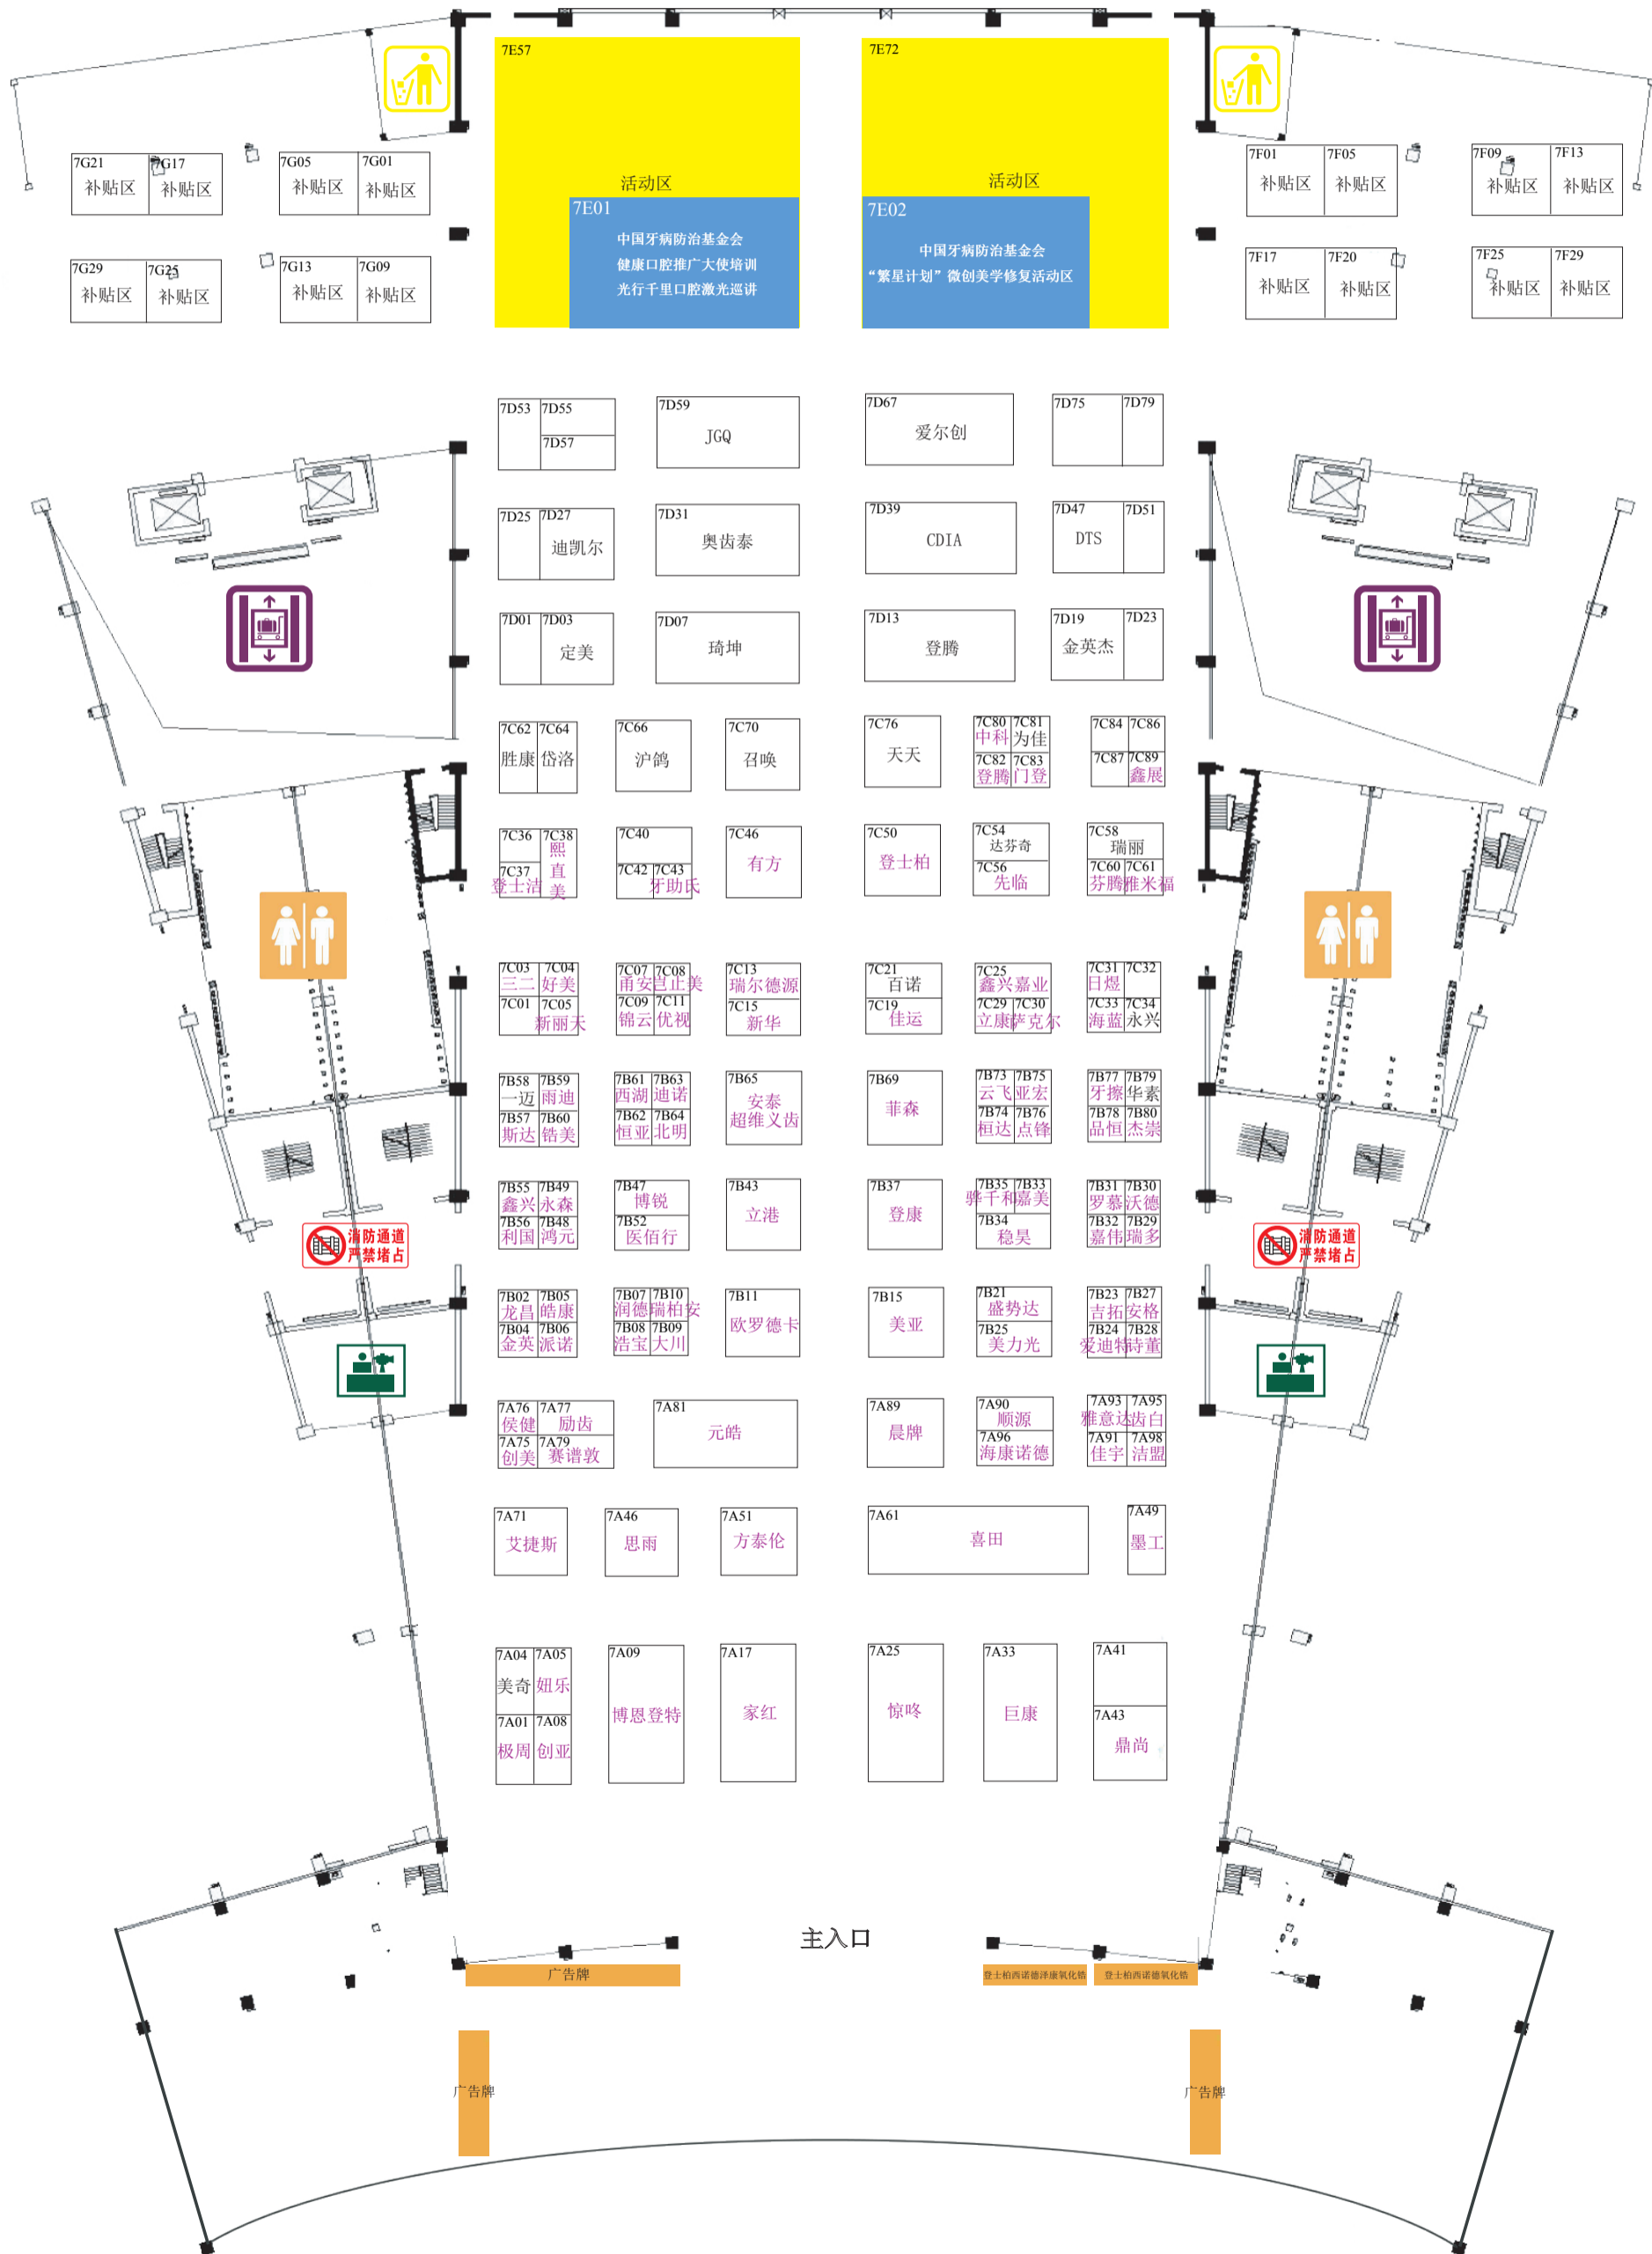 7E57
活动区
7E01
中国牙病防治基金会
健康口腔推广大使培训
光行千里口腔激光巡讲
7E72
活动区
7E02
中国牙病防治基金会
“繁星计划”微创美学修复活动区
7G21 补贴区
7G17 补贴区
7G05 补贴区
7G01 补贴区
7F01 补贴区
7F05 补贴区
7F09 补贴区
7F13 补贴区
7G29 补贴区
7G25 补贴区
7G13 补贴区
7G09 补贴区
7F17 补贴区
7F20 补贴区
7F25 补贴区
7F29 补贴区
7D53
7D55
7D57
7D59 JGQ
7D67 爱尔创
7D75
7D79
7D25
7D27 迪凯尔
7D31 奥齿泰
7D39 CDIA
7D47 DTS
7D51
7D01
7D03 定美
7D07 琦坤
7D13 登腾
7D19 金英杰
7D23
7C62 胜康
7C64 岱洛
7C66 沪鸽
7C70 召唤
7C76 天天
7C80 中科
7C81 为佳
7C82 登腾
7C83 门登
7C84
7C86
7C87
7C89 鑫展
7C36
7C37 登士洁
7C38 熙直美
7C40
7C42
7C43 牙助氏
7C46 有方
7C50 登士柏
7C54 达芬奇
7C56 先临
7C58 瑞丽
7C60 芬腾
7C61 雅米福
7C03 三二
7C04 好美
7C01
7C05 新丽天
7C07 甬安
7C08 岂止美
7C09 锦云
7C11 优视
7C13 瑞尔德源
7C15 新华
7C21 百诺
7C19 佳运
7C25 鑫兴嘉业
7C29 立康
7C30 萨克尔
7C31 日煜
7C32
7C33 海蓝
7C34 永兴
7B58 一迈
7B59 雨迪
7B57 斯达
7B60 锆美
7B61 西湖
7B63 迪诺
7B62 恒亚
7B64 北明
7B65 安泰
超维义齿
7B69 菲森
7B73 云飞
7B75 亚宏
7B74 桓达
7B76 点锋
7B77 牙擦
7B79 华素
7B78 品恒
7B80 杰崇
7B55 鑫兴
7B49 永森
7B56 利国
7B48 鸿元
7B47 博锐
7B52 医佰行
7B43 立港
7B37 登康
7B35 骅千和
7B33 嘉美
7B34 稳昊
7B31 罗慕
7B30 沃德
7B32 嘉伟
7B29 瑞多
消防通道
严禁堵占
消防通道
严禁堵占
7B02 龙昌
7B05 皓康
7B04 金英
7B06 派诺
7B07 润德
7B10 瑞柏安
7B08 浩宝
7B09 大川
7B11 欧罗德卡
7B15 美亚
7B21 盛势达
7B25 美力光
7B23 吉拓
7B27 安格
7B24 爱迪特
7B28 诗董
7A76 侯健
7A77 励齿
7A75 创美
7A79 赛谱敦
7A81 元皓
7A89 晨牌
7A90 顺源
7A96 海康诺德
7A93 雅意达
7A95 齿白
7A91 佳宇
7A98 洁盟
7A71 艾捷斯
7A46 思雨
7A51 方泰伦
7A61 喜田
7A49 墨工
7A04 美奇
7A05 妞乐
7A01 极周
7A08 创亚
7A09 博恩登特
7A17 家红
7A25 惊咚
7A33 巨康
7A41
7A43 鼎尚
主入口
广告牌
登士柏西诺德泽康氧化锆
登士柏西诺德氧化锆
广告牌
广告牌